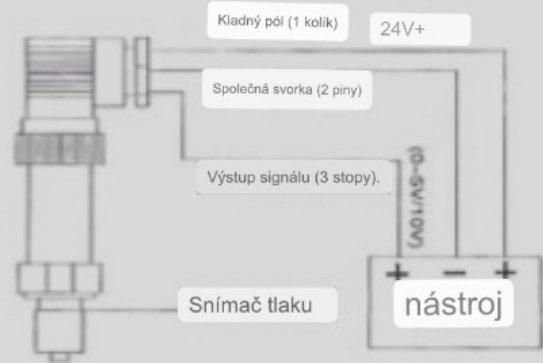 Kladný pól (1 kolík)
24V+
Společná svorka (2 piny)
Výstup signálu (3 stopy).
(0-5V/10V)
+ − +
nástroj
Snímač tlaku